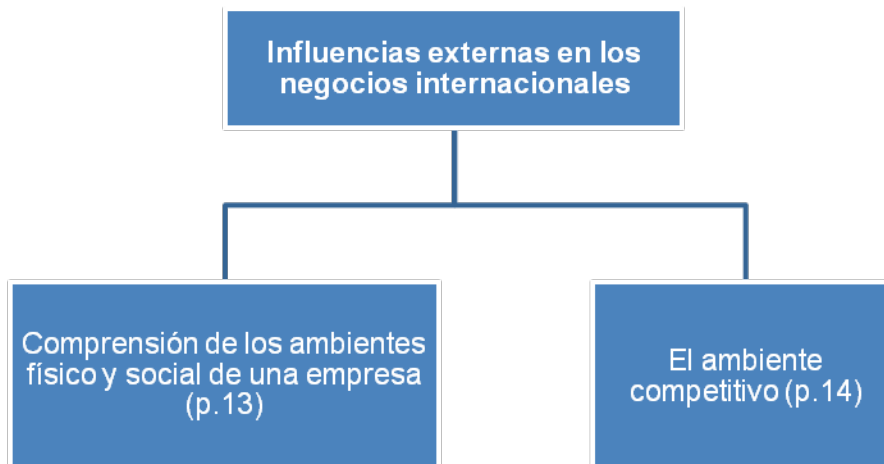 Influencias externas en los
negocios internacionales
Comprensión de los ambientes
físico y social de una empresa
(p.13)
El ambiente
competitivo (p.14)